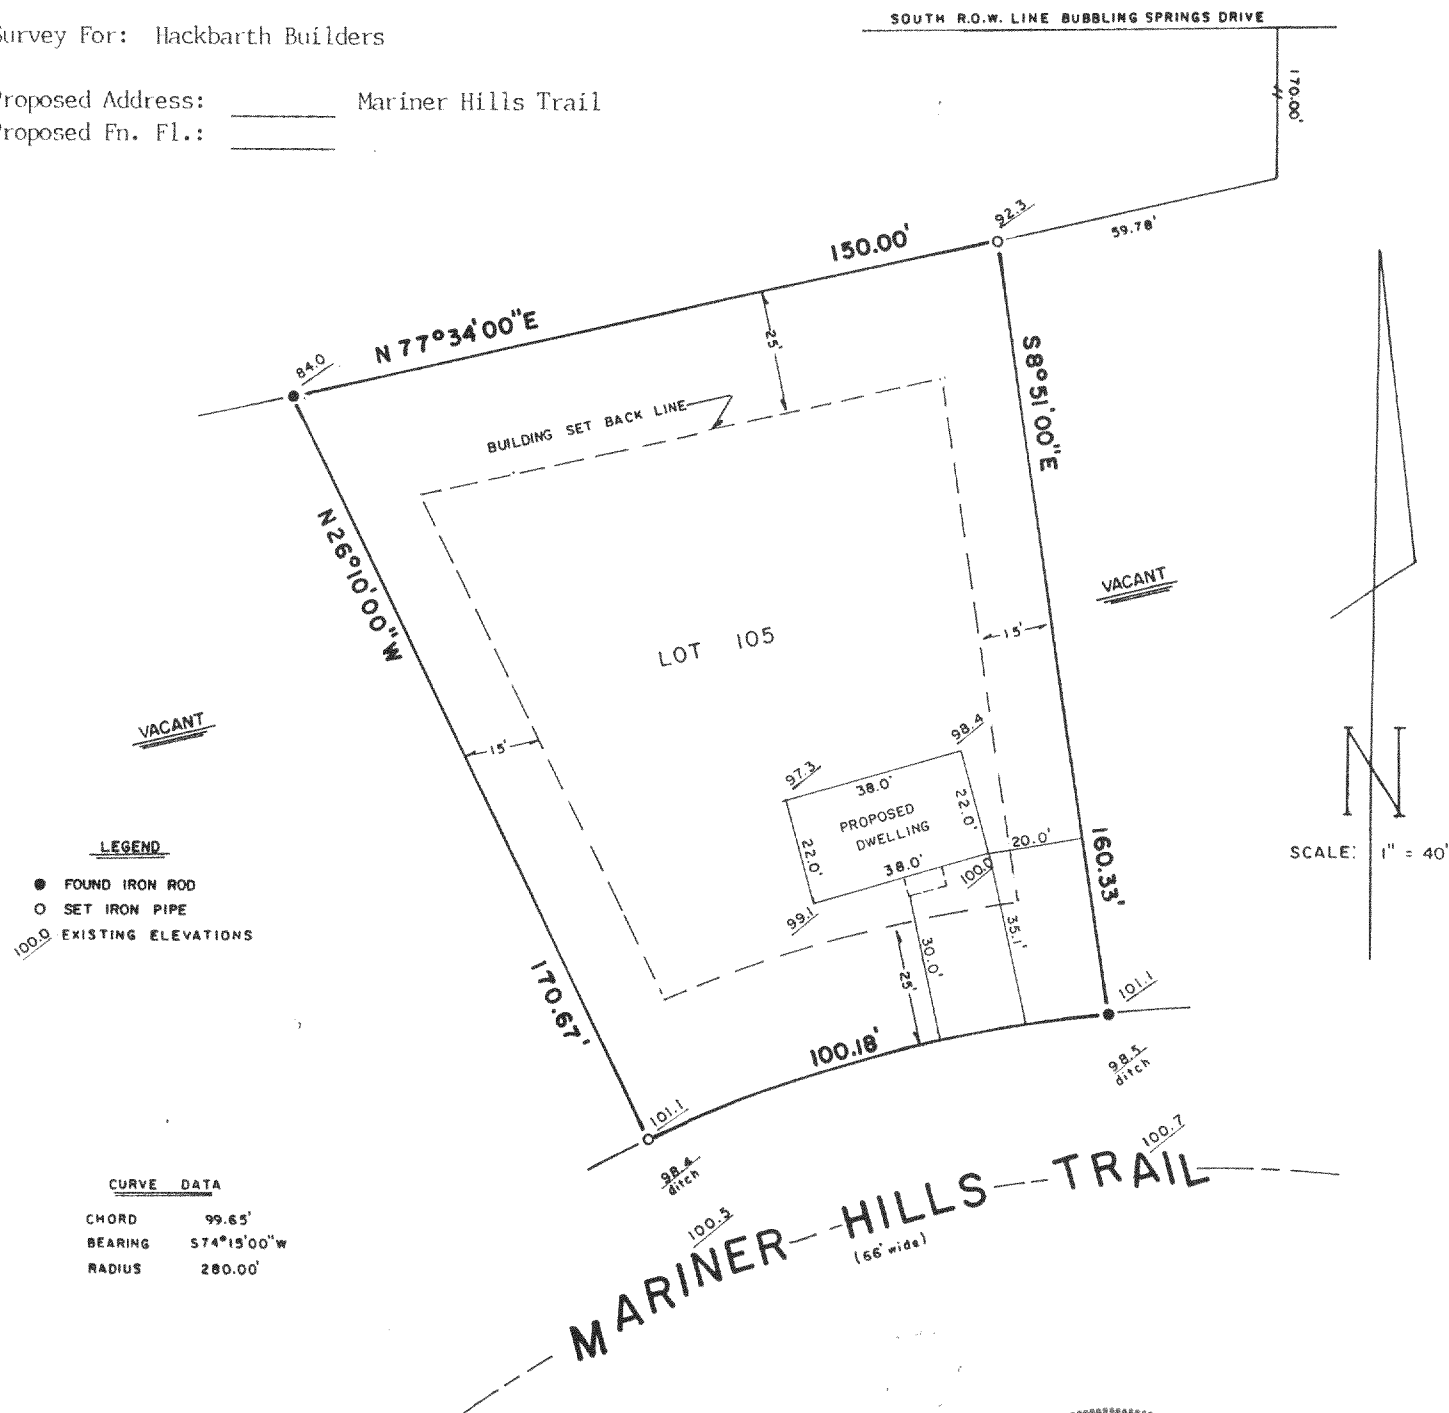 SOUTH R.O.W. LINE BUBBLING SPRINGS DRIVE
Survey For: Hackbarth Builders
170.00'
Proposed Address: ______ Mariner Hills Trail
Proposed Fn. Fl.: ______
92.3
59.78'
150.00'
N 77°34'00"E
84.0
25'
S8°51'00"E
BUILDING SET BACK LINE
N26°10'00"W
VACANT
15'
LOT 105
VACANT
15'
98.4
97.3
38.0'
22.0'
PROPOSED
DWELLING
22.0'
38.0'
20.0'
100.0
160.33'
N
SCALE: 1" = 40'
LEGEND
FOUND IRON ROD
SET IRON PIPE
100.0 EXISTING ELEVATIONS
99.1
30.0'
35.1'
25'
170.67'
101.1
100.18'
98.5
ditch
101.1
98.4
ditch
100.7
100.5
MARINER HILLS TRAIL
(66' wide)
CURVE DATA
CHORD 99.65'
BEARING S74°15'00"W
RADIUS 280.00'